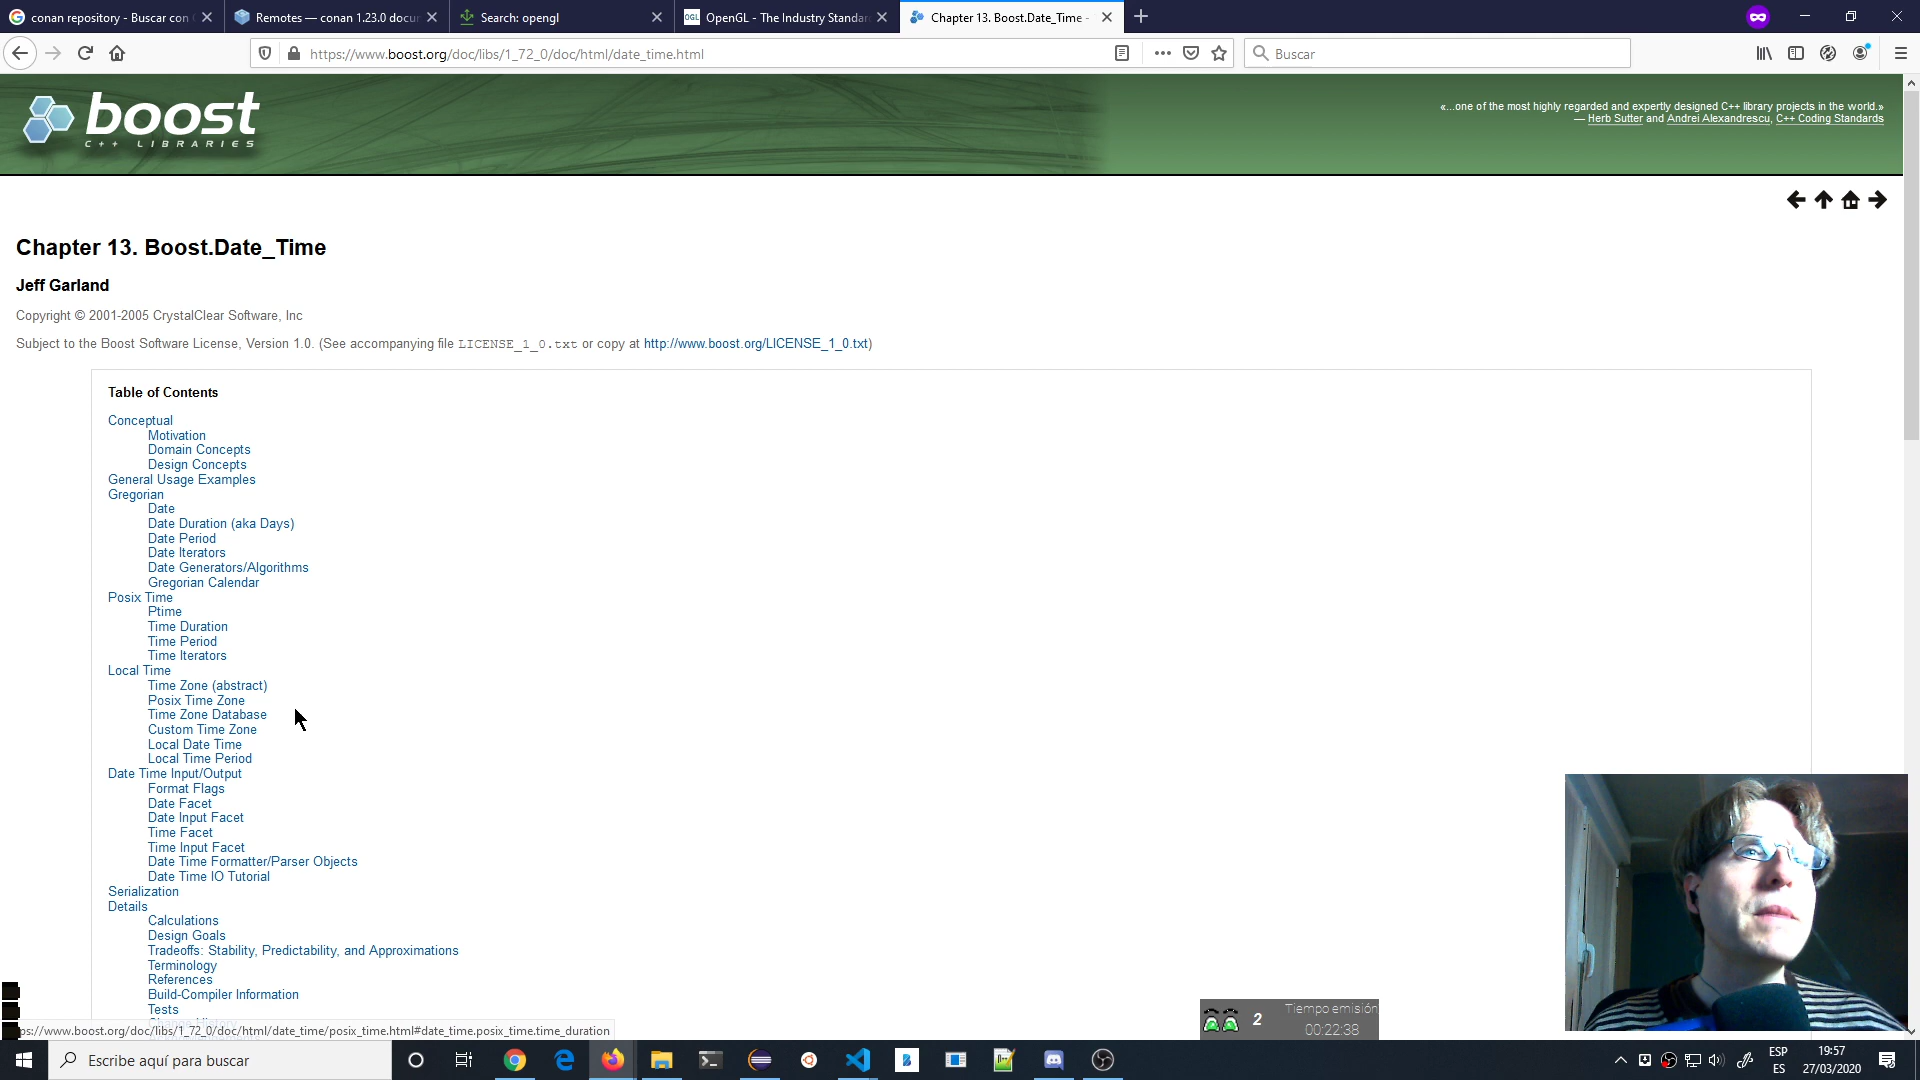 conan repository - Buscar con
Remotes — conan 1.23.0 docu
Search: opengl
OGL OpenGL - The Industry Standar
Chapter 13. Boost.Date_Time -
https://www.boost.org/doc/libs/1_72_0/doc/html/date_time.html
Buscar
boost
C++ LIBRARIES
«...one of the most highly regarded and expertly designed C++ library projects in the world.»
— Herb Sutter and Andrei Alexandrescu, C++ Coding Standards
Chapter 13. Boost.Date_Time
Jeff Garland
Copyright © 2001-2005 CrystalClear Software, Inc
Subject to the Boost Software License, Version 1.0. (See accompanying file LICENSE_1_0.txt or copy at http://www.boost.org/LICENSE_1_0.txt)
Table of Contents
Conceptual
Motivation
Domain Concepts
Design Concepts
General Usage Examples
Gregorian
Date
Date Duration (aka Days)
Date Period
Date Iterators
Date Generators/Algorithms
Gregorian Calendar
Posix Time
Ptime
Time Duration
Time Period
Time Iterators
Local Time
Time Zone (abstract)
Posix Time Zone
Time Zone Database
Custom Time Zone
Local Date Time
Local Time Period
Date Time Input/Output
Format Flags
Date Facet
Date Input Facet
Time Facet
Time Input Facet
Date Time Formatter/Parser Objects
Date Time IO Tutorial
Serialization
Details
Calculations
Design Goals
Tradeoffs: Stability, Predictability, and Approximations
Terminology
References
Build-Compiler Information
Tests
ps://www.boost.org/doc/libs/1_72_0/doc/html/date_time/posix_time.html#date_time.posix_time.time_duration
2
Tiempo emisión
00:22:38
Escribe aquí para buscar
ESP
ES
19:57
27/03/2020